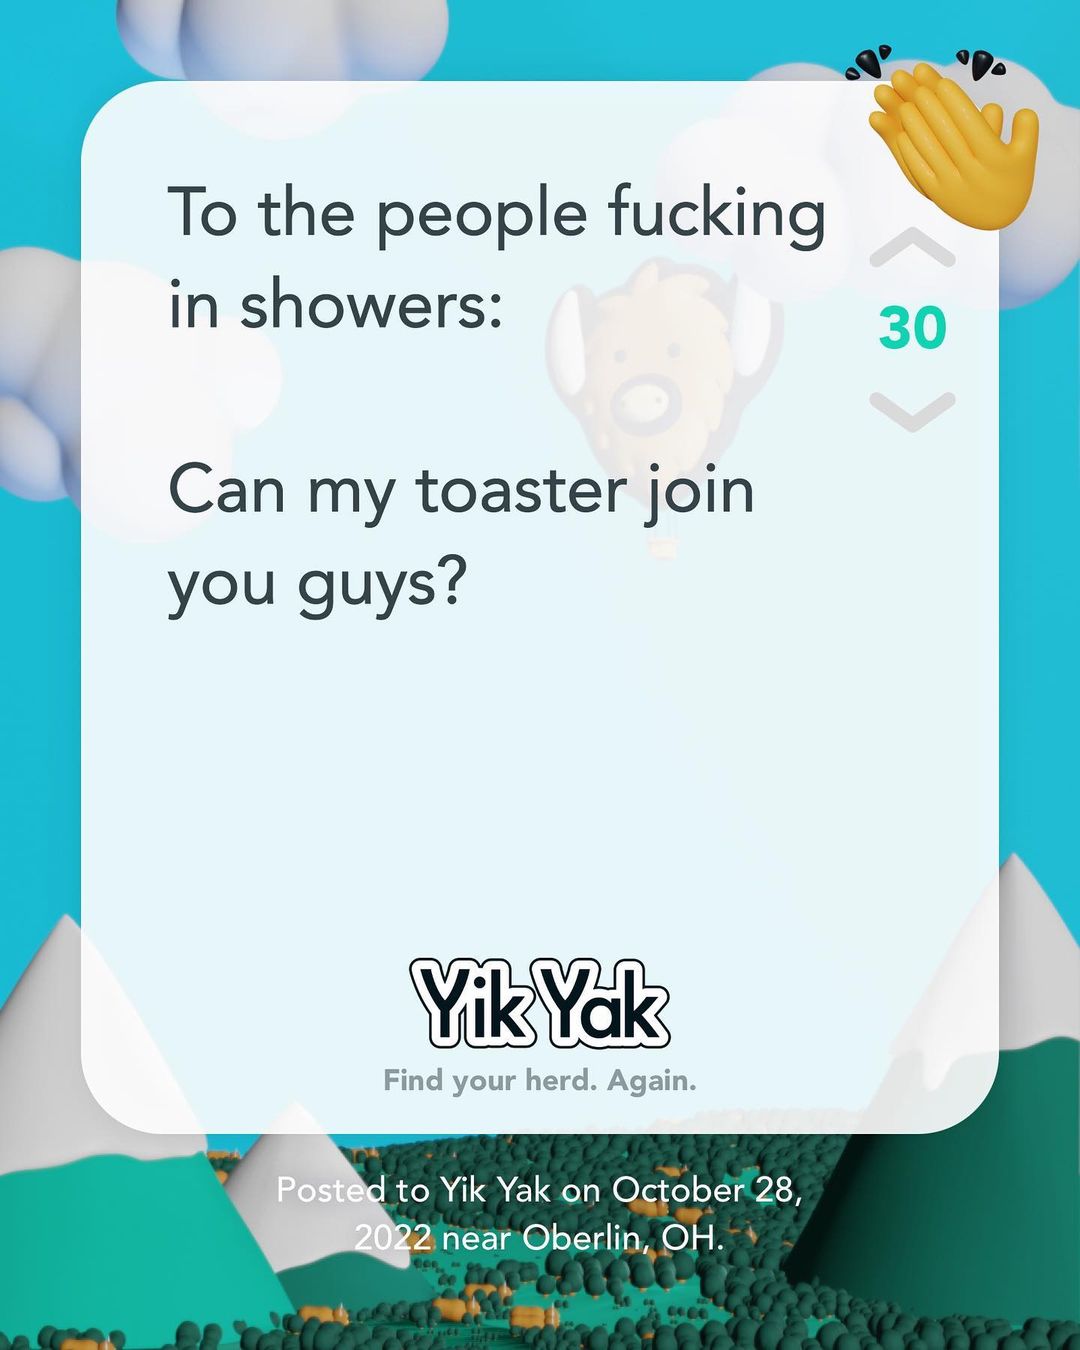 To the people fucking
in showers:
30
Can my toaster join
you guys?
Yik Yak
Find your herd. Again.
Posted to Yik Yak on October 28,
2022 near Oberlin, OH.